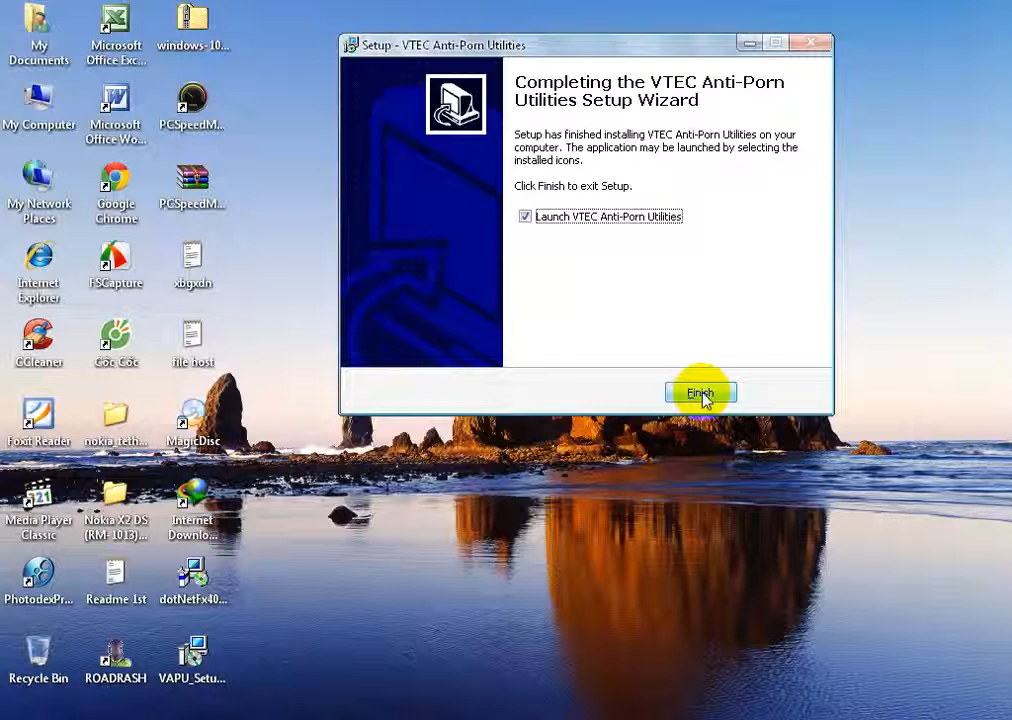 My
Documents
Microsoft
Office Exc...
windows-10...
My Computer
Microsoft
Office Wo...
PCSpeedM...
My Network
Places
Google
Chrome
PCSpeedM...
Internet
Explorer
FSCapture
xbgxdn
CCleaner
Cốc Cốc
file host
Foxit Reader
nokia_teth...
MagicDisc
Media Player
Classic
Nokia X2 DS
(RM-1013)...
Internet
Downlo...
PhotodexPr...
Readme 1st
dotNetFx40...
Recycle Bin
ROADRASH
VAPU_Setu...
Setup - VTEC Anti-Porn Utilities
Completing the VTEC Anti-Porn
Utilities Setup Wizard
Setup has finished installing VTEC Anti-Porn Utilities on your
computer. The application may be launched by selecting the
installed icons.
Click Finish to exit Setup.
Launch VTEC Anti-Porn Utilities
Finish